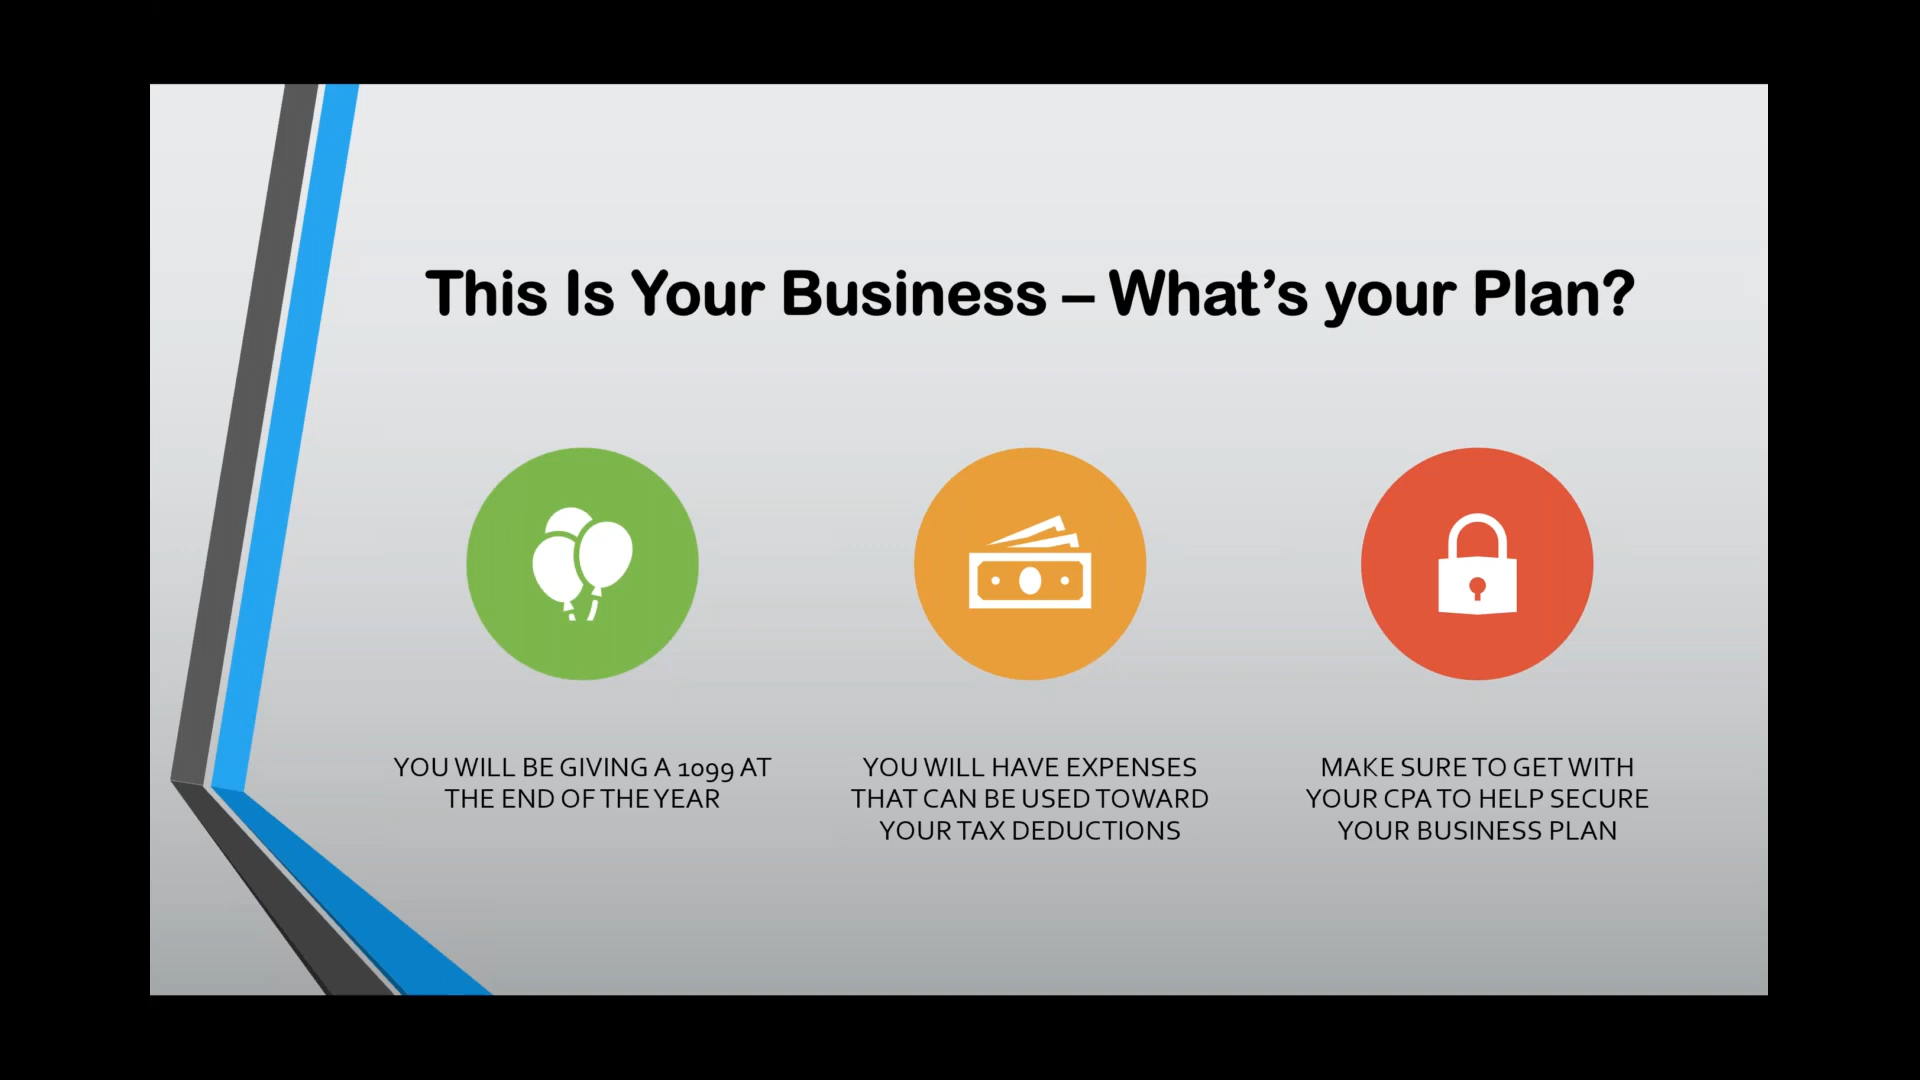 This Is Your Business – What’s your Plan?
YOU WILL BE GIVING A 1099 AT
THE END OF THE YEAR
YOU WILL HAVE EXPENSES
THAT CAN BE USED TOWARD
YOUR TAX DEDUCTIONS
MAKE SURE TO GET WITH
YOUR CPA TO HELP SECURE
YOUR BUSINESS PLAN